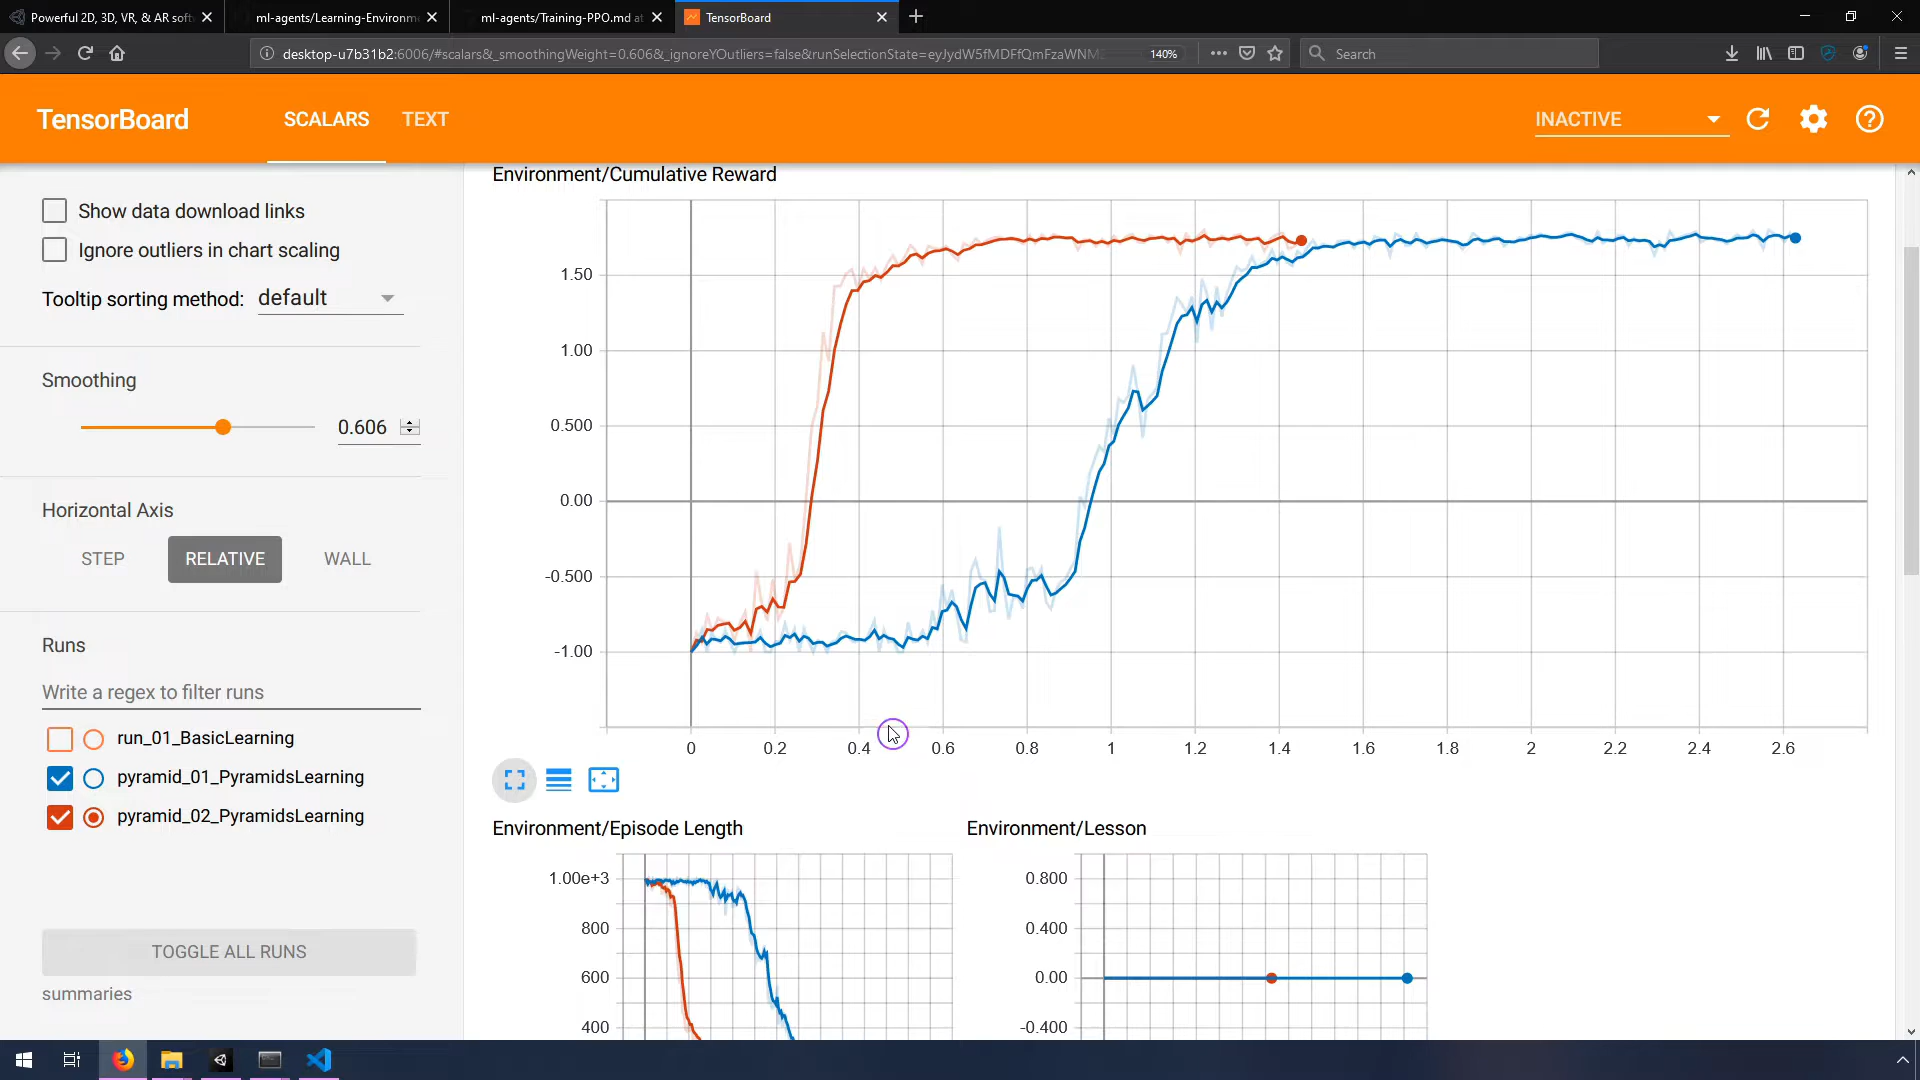 Powerful 2D, 3D, VR, & AR soft
ml-agents/Learning-Environme
ml-agents/Training-PPO.md at
TensorBoard
desktop-u7b31b2:6006/#scalars&_smoothingWeight=0.606&_ignoreYOutliers=false&runSelectionState=eyJydW5fMDFfQmFzaWNM
140%
Search
TensorBoard
SCALARS
TEXT
INACTIVE
Show data download links
Ignore outliers in chart scaling
Tooltip sorting method: default
Smoothing
0.606
Horizontal Axis
STEP
RELATIVE
WALL
Runs
Write a regex to filter runs
run_01_BasicLearning
pyramid_01_PyramidsLearning
pyramid_02_PyramidsLearning
TOGGLE ALL RUNS
summaries
Environment/Cumulative Reward
1.50
1.00
0.500
0.00
-0.500
-1.00
0 0.2 0.4 0.6 0.8 1 1.2 1.4 1.6 1.8 2 2.2 2.4 2.6
Environment/Episode Length
1.00e+3
800
600
400
Environment/Lesson
0.800
0.400
0.00
-0.400